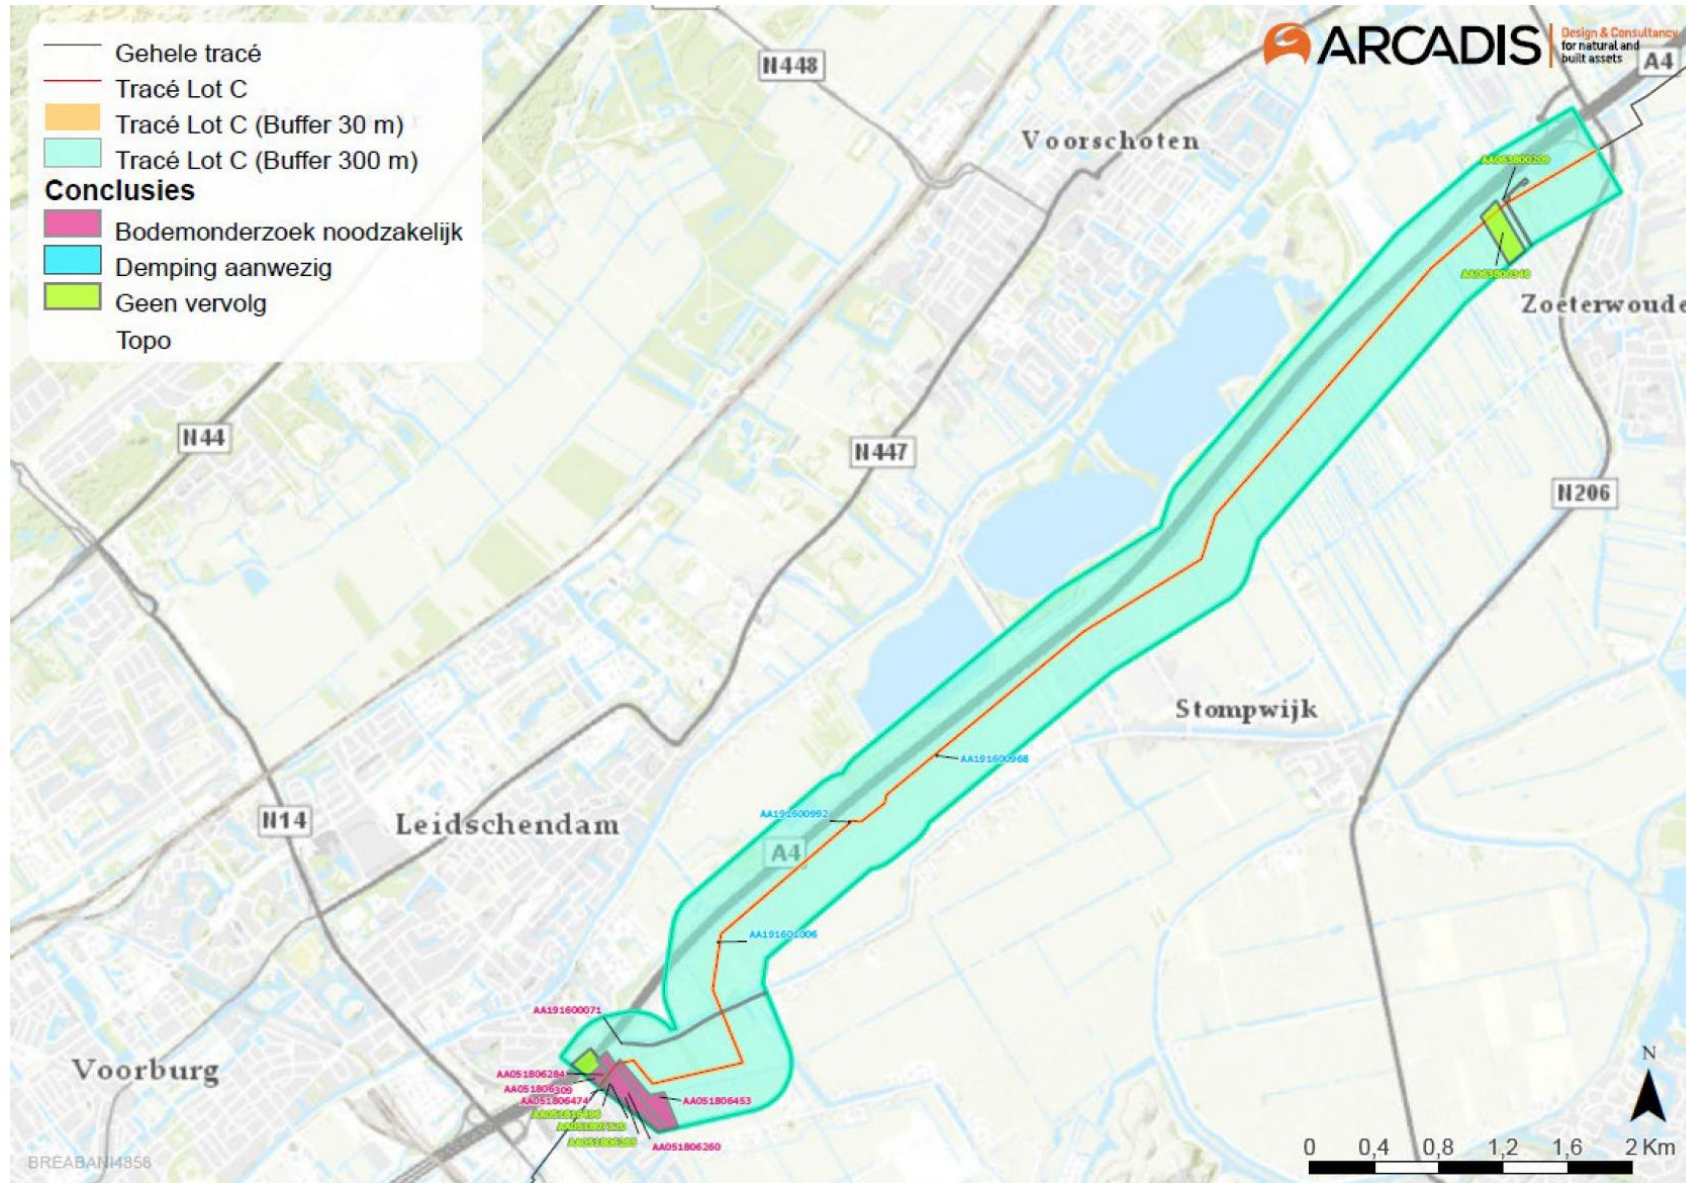 Gehele tracé
Tracé Lot C
Tracé Lot C (Buffer 30 m)
Tracé Lot C (Buffer 300 m)
Conclusies
Bodemonderzoek noodzakelijk
Demping aanwezig
Geen vervolg
Topo
ARCADIS
Design & Consultancy
for natural and
built assets
A4
N448
Voorschoten
AA063800209
AA063800348
Zoeterwoude
N44
N447
N206
Stompwijk
AA191600968
AA191600992
N14
Leidschendam
A4
AA191601006
AA191600071
Voorburg
AA051806284
AA051806474
AA051806453
AA051806260
N
0 0,4 0,8 1,2 1,6 2 Km
BREABANI4858